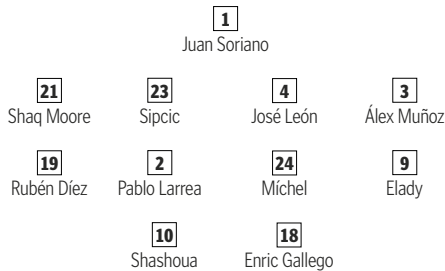 1
Juan Soriano
21 23 4 3
Shaq Moore Sipcic José León Álex Muñoz
19 2 24 9
Rubén Díez Pablo Larrea Míchel Elady
10 18
Shashoua Enric Gallego